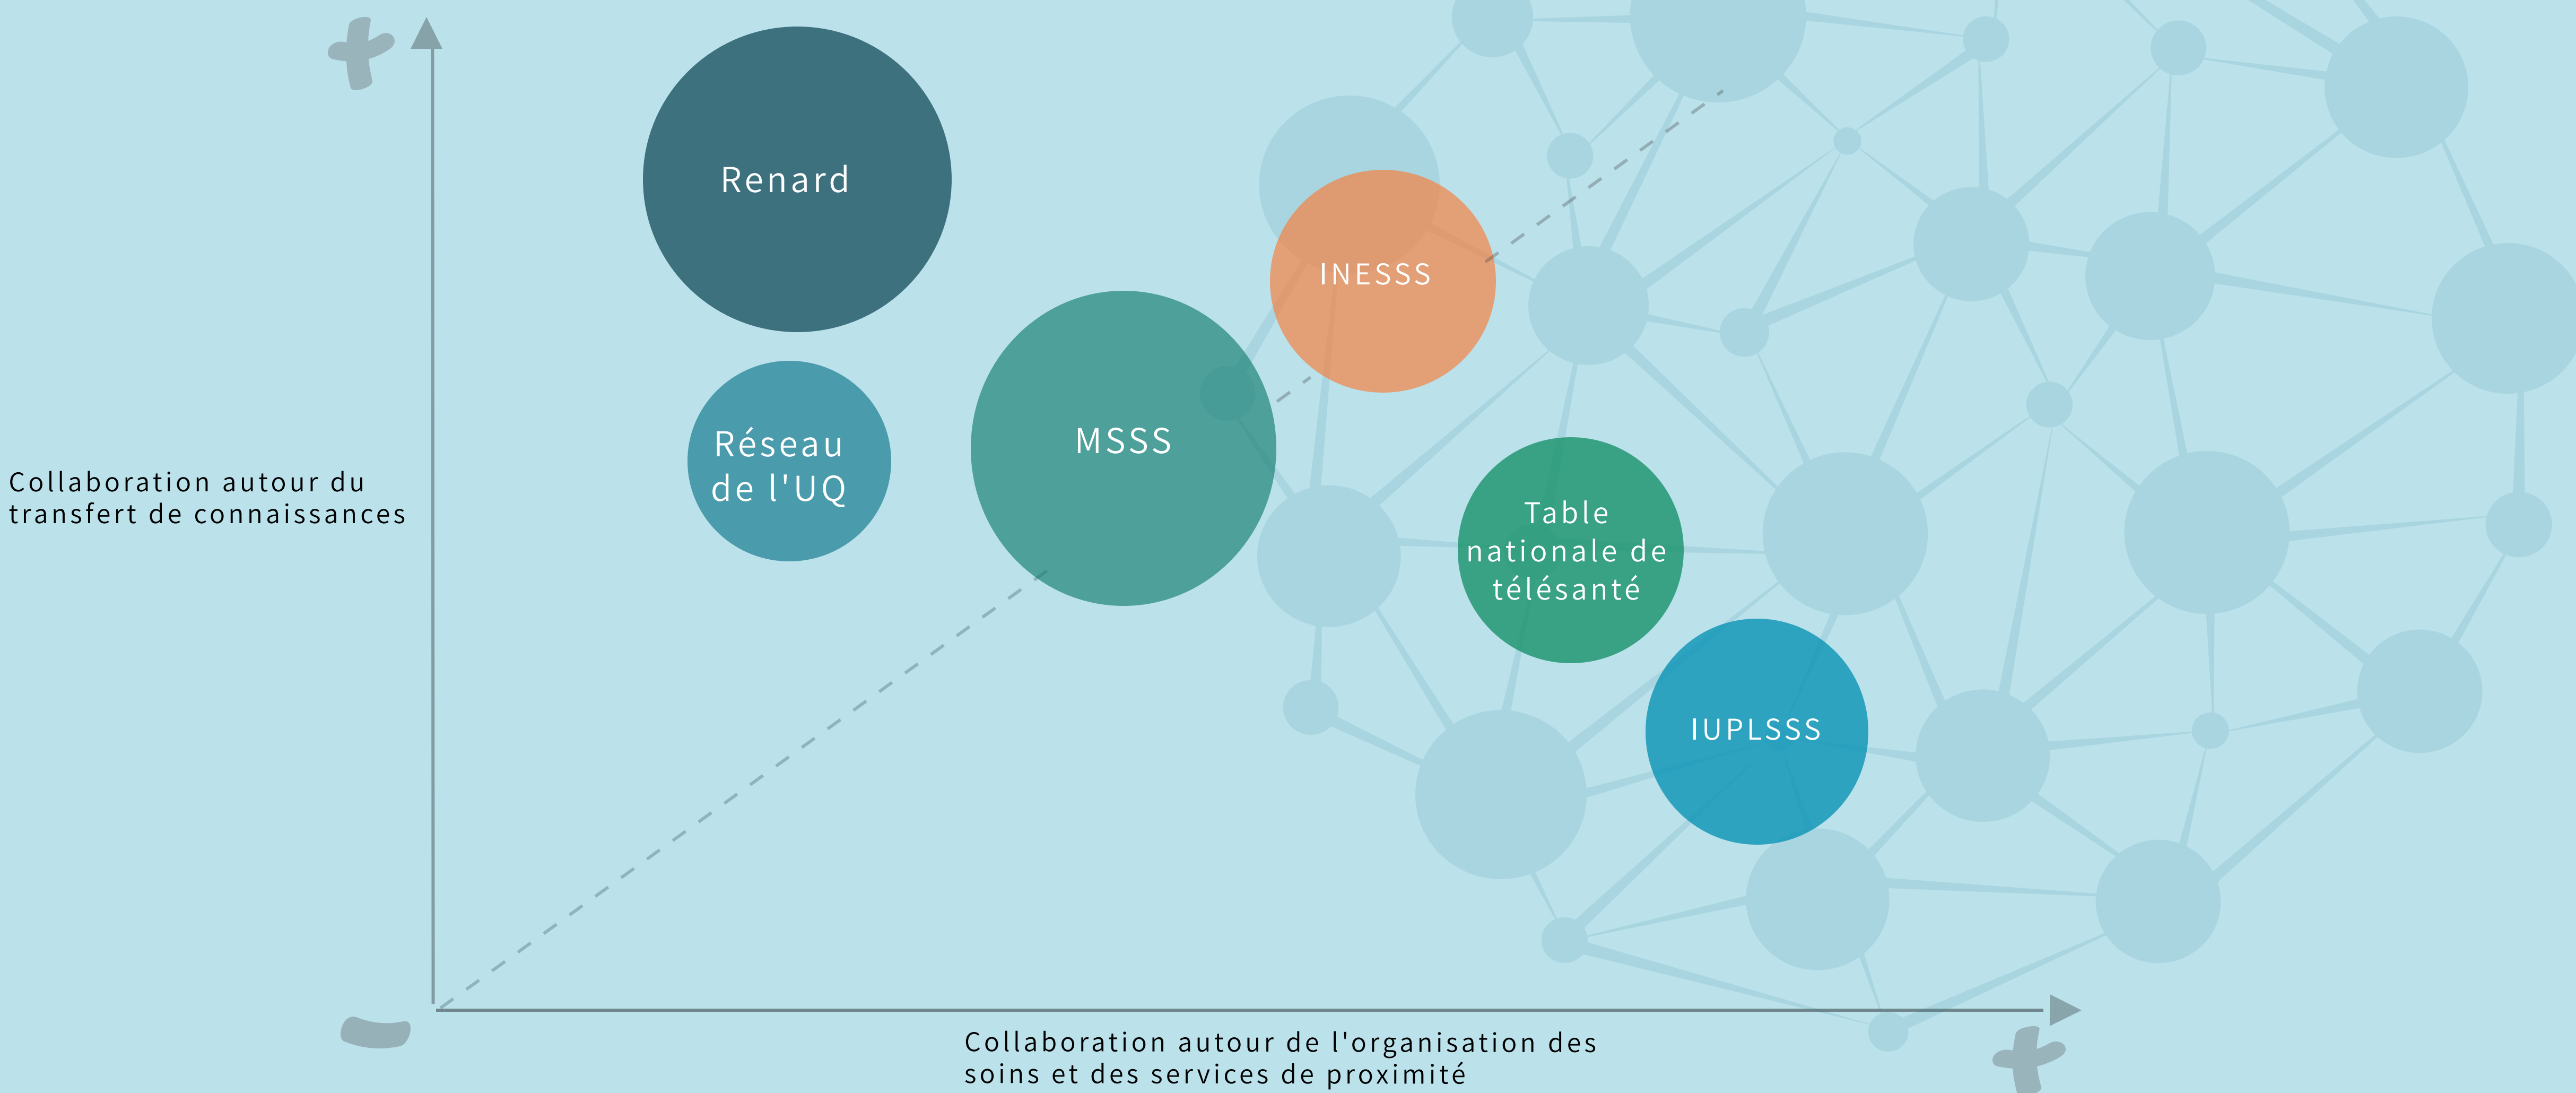 Renard
INESSS
MSSS
Réseau
de l'UQ
Collaboration autour du
transfert de connaissances
Table
nationale de
télésanté
IUPLSSS
Collaboration autour de l'organisation des
soins et des services de proximité